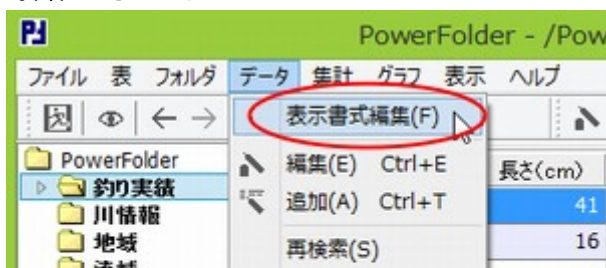 PowerFolder - /Pow
ファイル 表 フォルダ データ 集計 グラフ 表示 ヘルプ
表示書式編集(F)
PowerFolder
編集(E) Ctrl+E
長さ(cm)
釣り実績
追加(A) Ctrl+T
41
川情報
地域
再検索(S)
16